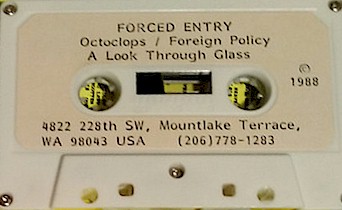 FORCED ENTRY
Octoclops / Foreign Policy
A Look Through Glass
© 1988
4822 228th SW, Mountlake Terrace,
WA 98043 USA (206)778-1283